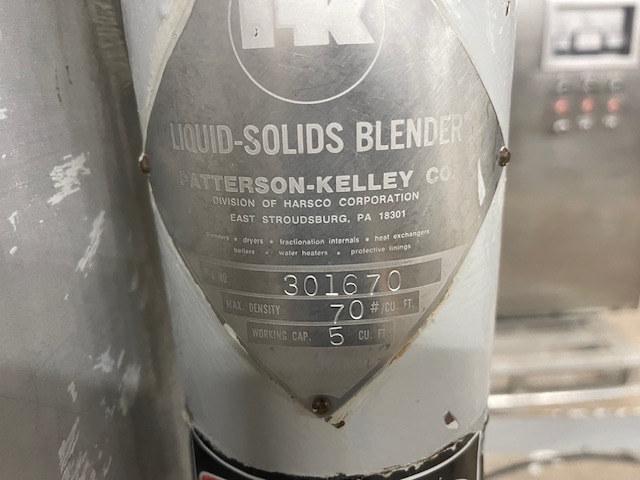 PK
LIQUID-SOLIDS BLENDER
PATTERSON-KELLEY CO.
DIVISION OF HARSCO CORPORATION
EAST STROUDSBURG, PA 18301
blenders • dryers • fractionation internals • heat exchangers
boilers • water heaters • protective linings
NO. 301670
MAX. DENSITY 70 #/CU. FT.
WORKING CAP. 5 CU. FT.